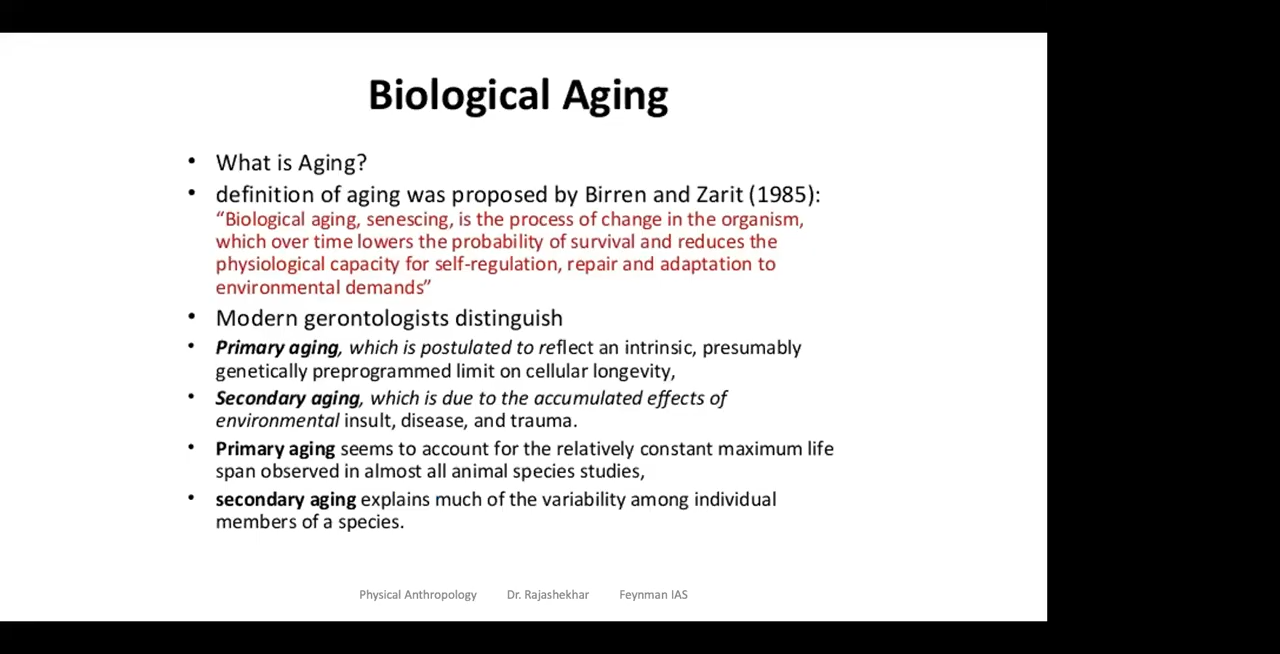 Biological Aging
• What is Aging?
• definition of aging was proposed by Birren and Zarit (1985):
“Biological aging, senescing, is the process of change in the organism,
which over time lowers the probability of survival and reduces the
physiological capacity for self-regulation, repair and adaptation to
environmental demands”
• Modern gerontologists distinguish
• Primary aging, which is postulated to reflect an intrinsic, presumably
genetically preprogrammed limit on cellular longevity,
• Secondary aging, which is due to the accumulated effects of
environmental insult, disease, and trauma.
• Primary aging seems to account for the relatively constant maximum life
span observed in almost all animal species studies,
• secondary aging explains much of the variability among individual
members of a species.
Physical Anthropology Dr. Rajashekhar Feynman IAS